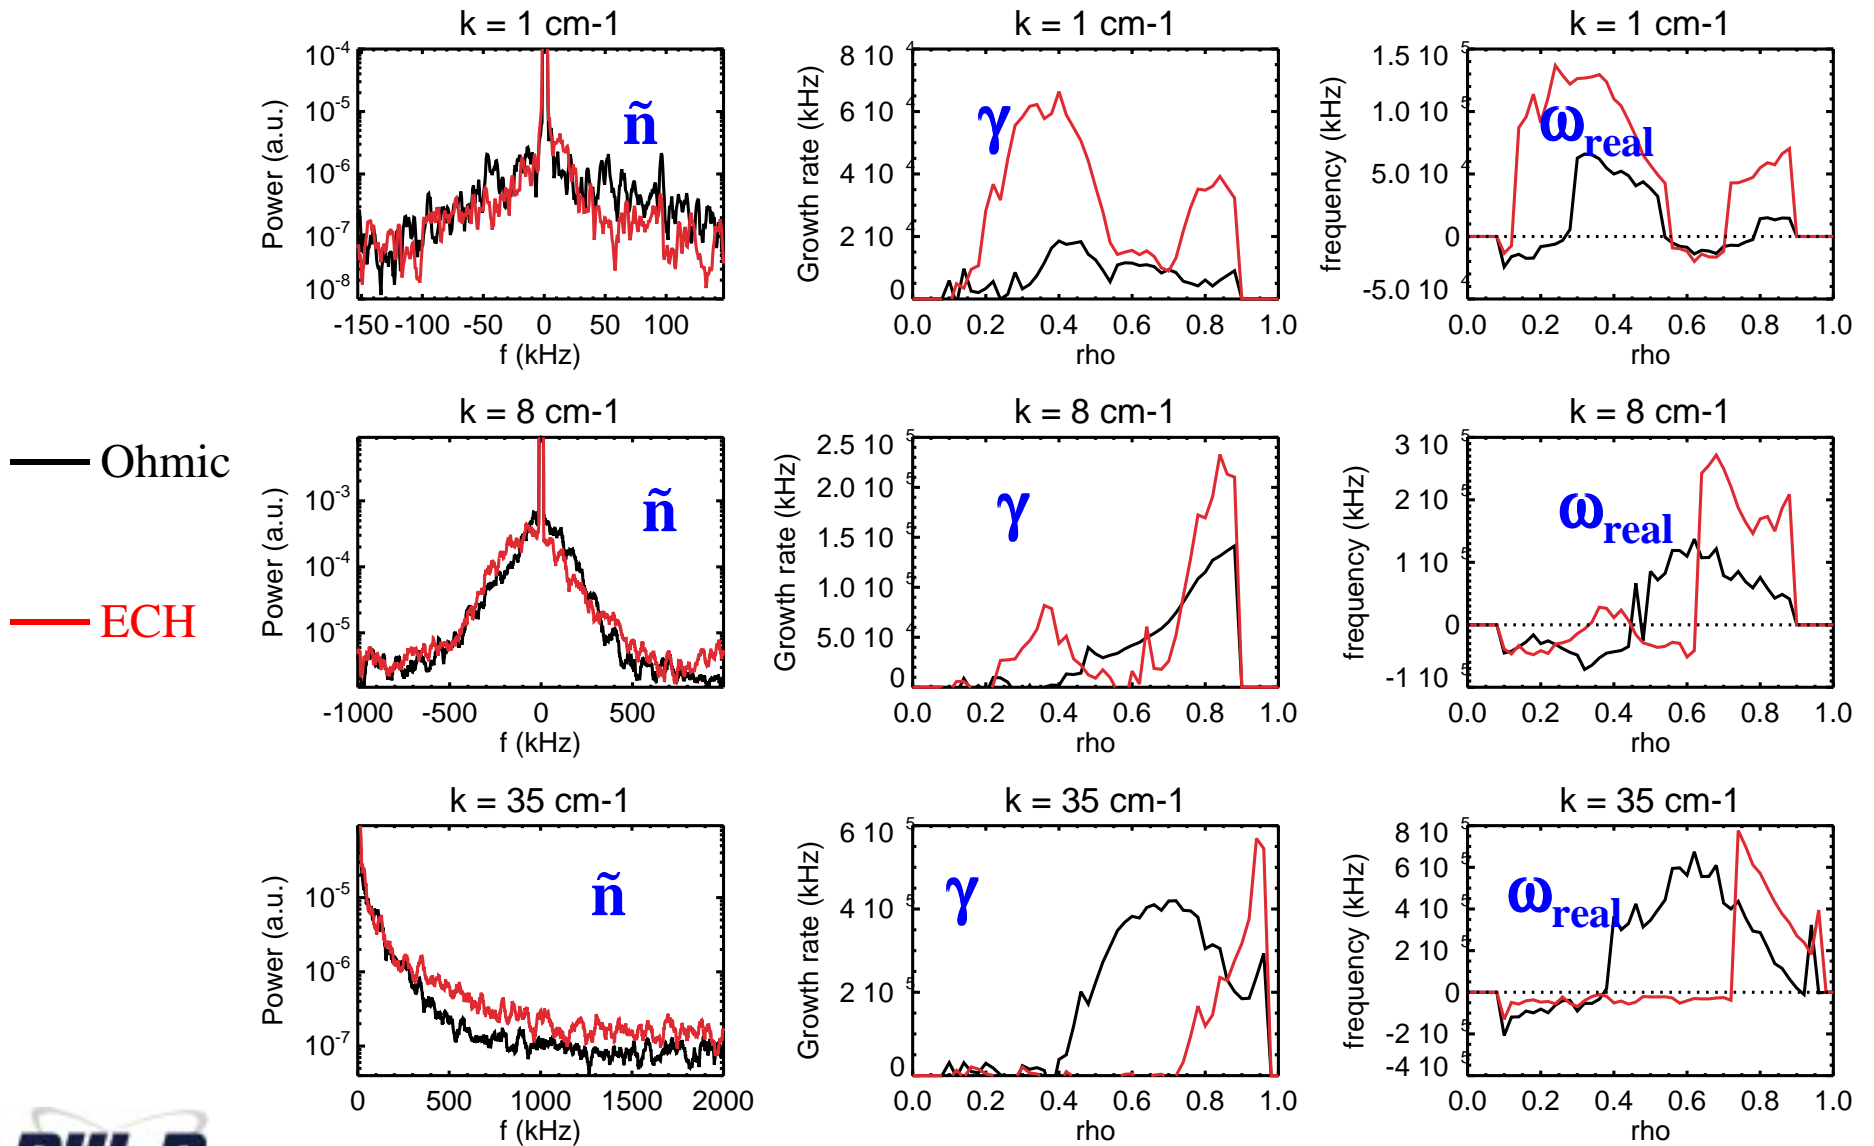 k = 1 cm-1
k = 1 cm-1
k = 1 cm-1
Power (a.u.)
10-4
10-5
10-6
10-7
10-8
ñ
-150 -100 -50 0 50 100
f (kHz)
Growth rate (kHz)
8 10 4
6 10
4 10
2 10 4
0
γ
0.0 0.2 0.4 0.6 0.8 1.0
rho
frequency (kHz)
1.5 10 5
1.0 10 5
5.0 10 4
0
-5.0 10 4
ωreal
0.0 0.2 0.4 0.6 0.8 1.0
rho
Ohmic
ECH
k = 8 cm-1
k = 8 cm-1
k = 8 cm-1
Power (a.u.)
10-3
10-4
10-5
ñ
-1000 -500 0 500
f (kHz)
Growth rate (kHz)
2.5 10 5
2.0 10 5
1.5 10
1.0 10 5
5.0 10 4
0
γ
0.0 0.2 0.4 0.6 0.8 1.0
rho
frequency (kHz)
3 10 5
2 10 5
1 10 5
0
-1 10 5
ωreal
0.0 0.2 0.4 0.6 0.8 1.0
rho
k = 35 cm-1
k = 35 cm-1
k = 35 cm-1
Power (a.u.)
10-5
10-6
10-7
ñ
0 500 1000 1500 2000
f (kHz)
Growth rate (kHz)
6 10 5
4 10 5
2 10 5
0
γ
0.0 0.2 0.4 0.6 0.8 1.0
rho
frequency (kHz)
8 10 5
6 10 5
4 10 5
2 10 5
0
-2 10 5
-4 10 5
ωreal
0.0 0.2 0.4 0.6 0.8 1.0
rho